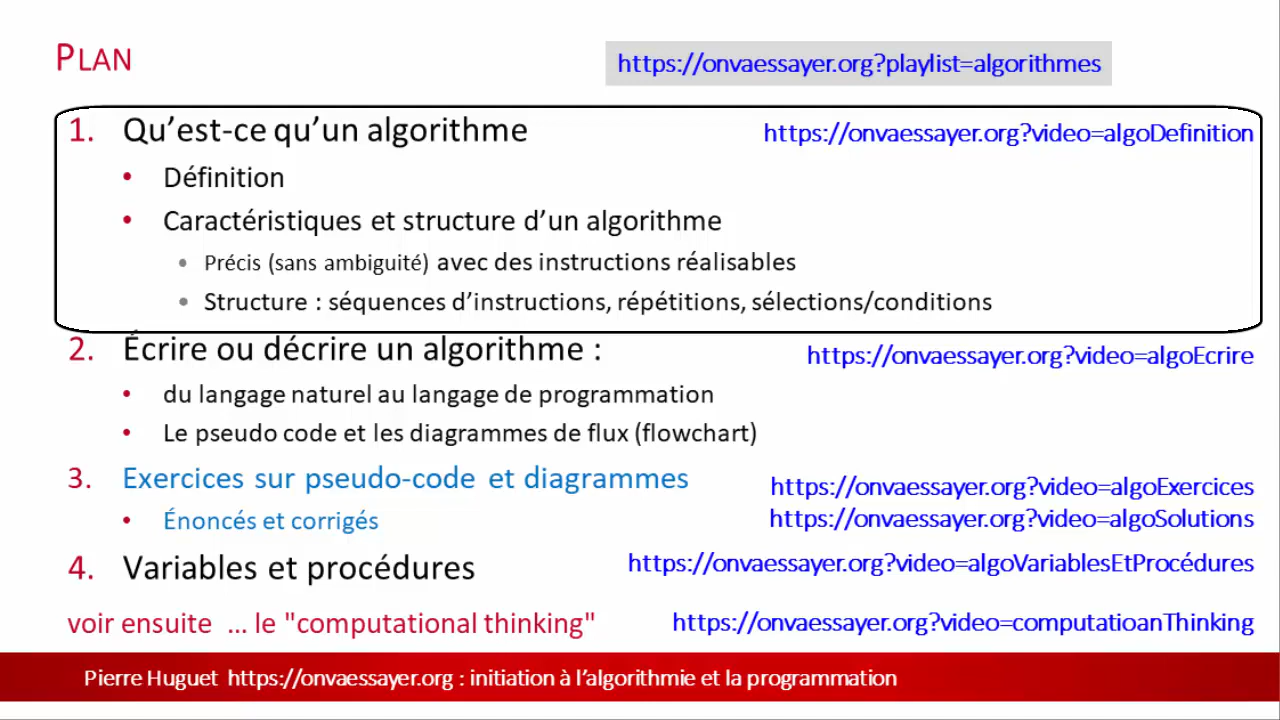 PLAN
https://onvaessayer.org?playlist=algorithmes
1. Qu’est-ce qu’un algorithme
https://onvaessayer.org?video=algoDefinition
• Définition
• Caractéristiques et structure d’un algorithme
• Précis (sans ambiguité) avec des instructions réalisables
• Structure : séquences d’instructions, répétitions, sélections/conditions
2. Écrire ou décrire un algorithme :
https://onvaessayer.org?video=algoEcrire
• du langage naturel au langage de programmation
• Le pseudo code et les diagrammes de flux (flowchart)
3. Exercices sur pseudo-code et diagrammes
https://onvaessayer.org?video=algoExercices
• Énoncés et corrigés
https://onvaessayer.org?video=algoSolutions
4. Variables et procédures
https://onvaessayer.org?video=algoVariablesEtProcédures
voir ensuite … le "computational thinking"
https://onvaessayer.org?video=computatioanThinking
Pierre Huguet https://onvaessayer.org : initiation à l’algorithmie et la programmation